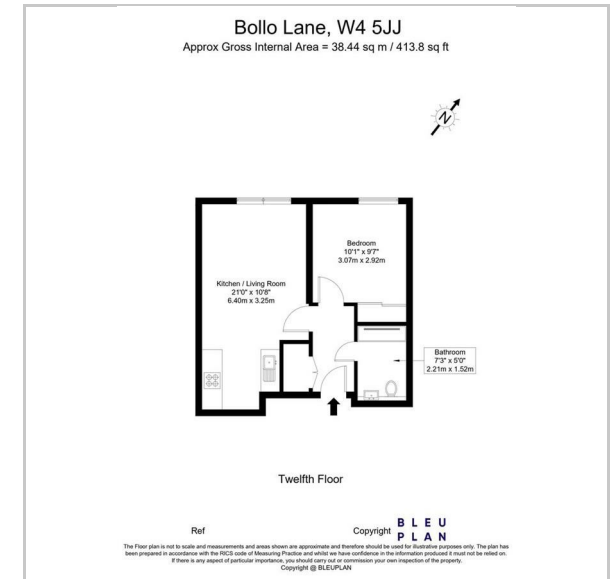 Bollo Lane, W4 5JJ
Approx Gross Internal Area = 38.44 sq m / 413.8 sq ft
N
Bedroom
10'1" x 9'7"
3.07m x 2.92m
Kitchen / Living Room
21'0" x 10'8"
6.40m x 3.25m
Bathroom
7'3" x 5'0"
2.21m x 1.52m
Twelfth Floor
Ref
Copyright BLEU PLAN
The Floor plan is not to scale and measurements and areas shown are approximate and therefore should be used for illustrative purposes only. The plan has
been prepared in accordance with the RICS code of Measuring Practice and whilst we have confidence in the information produced it must not be relied on.
If there is any aspect of particular importance, you should carry out or commission your own inspection of the property.
Copyright @ BLEUPLAN